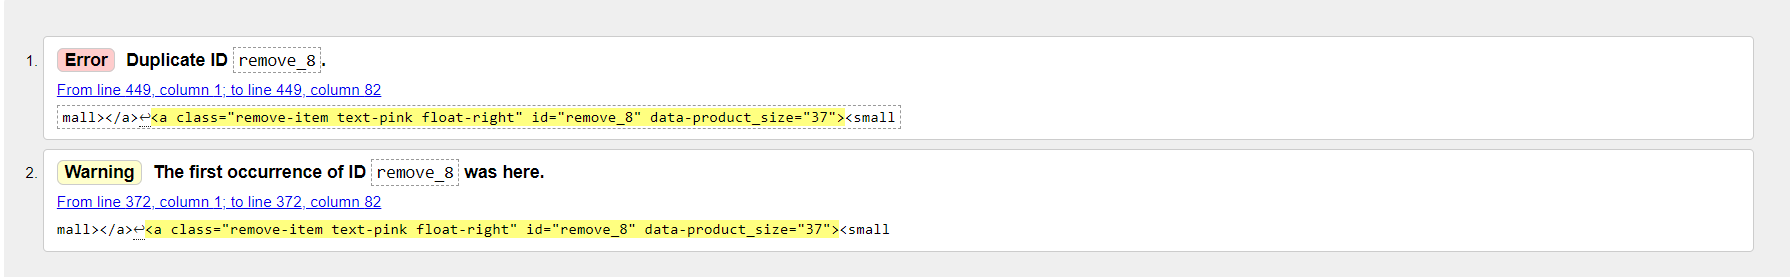 1. Error Duplicate ID remove_8.
From line 449, column 1; to line 449, column 82
mall></a>↩<a class="remove-item text-pink float-right" id="remove_8" data-product_size="37"><small
2. Warning The first occurrence of ID remove_8 was here.
From line 372, column 1; to line 372, column 82
mall></a>↩<a class="remove-item text-pink float-right" id="remove_8" data-product_size="37"><small